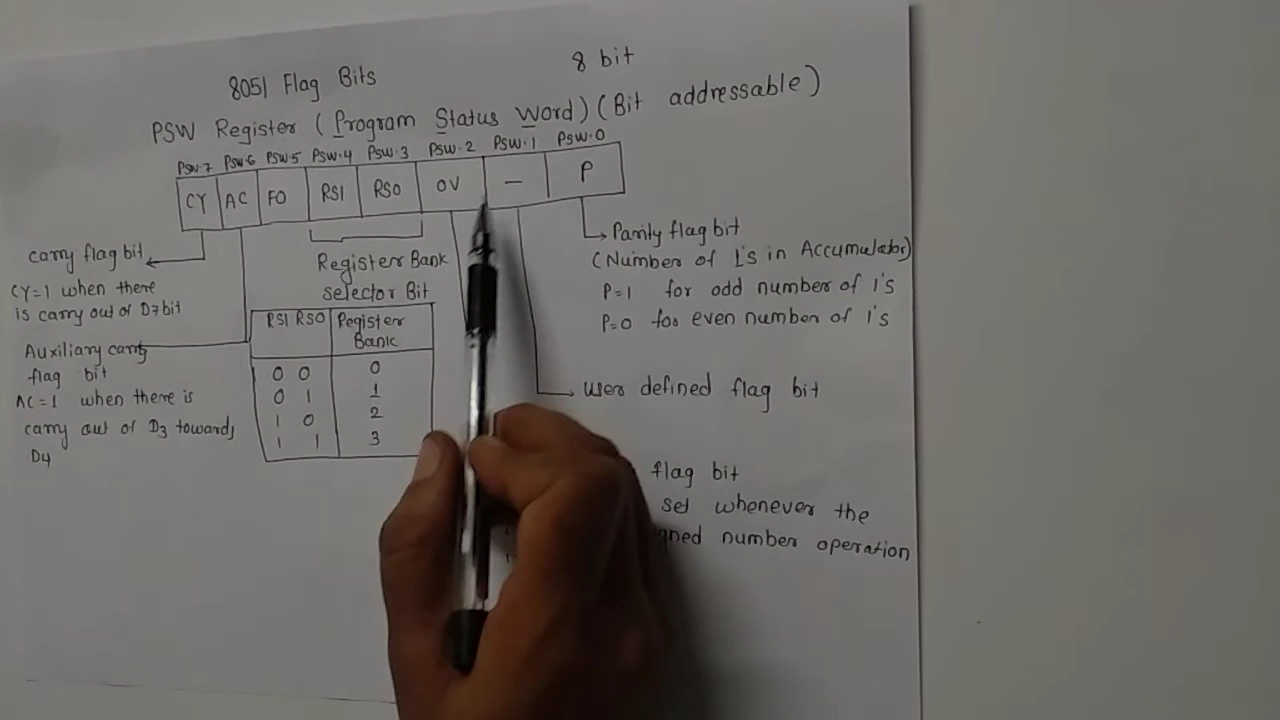 8051 Flag Bits
8 bit
PSW Register (Program Status Word) (Bit addressable)
PSW.7 PSW.6 PSW.5 PSW.4 PSW.3 PSW.2 PSW.1 PSW.0
CY AC F0 RS1 RS0 OV — P
carry flag bit
CY=1 when there
is carry out of D7 bit
Auxiliary carry
flag bit
AC=1 when there is
carry out of D3 towards
D4
Register Bank
selector Bit
RS1 RS0 Register
Bank
0 0 0
0 1 1
1 0 2
1 1 3
Parity flag bit
(Number of 1's in Accumulator)
P=1 for odd number of 1's
P=0 for even number of 1's
User defined flag bit
flag bit
set whenever the
number operation